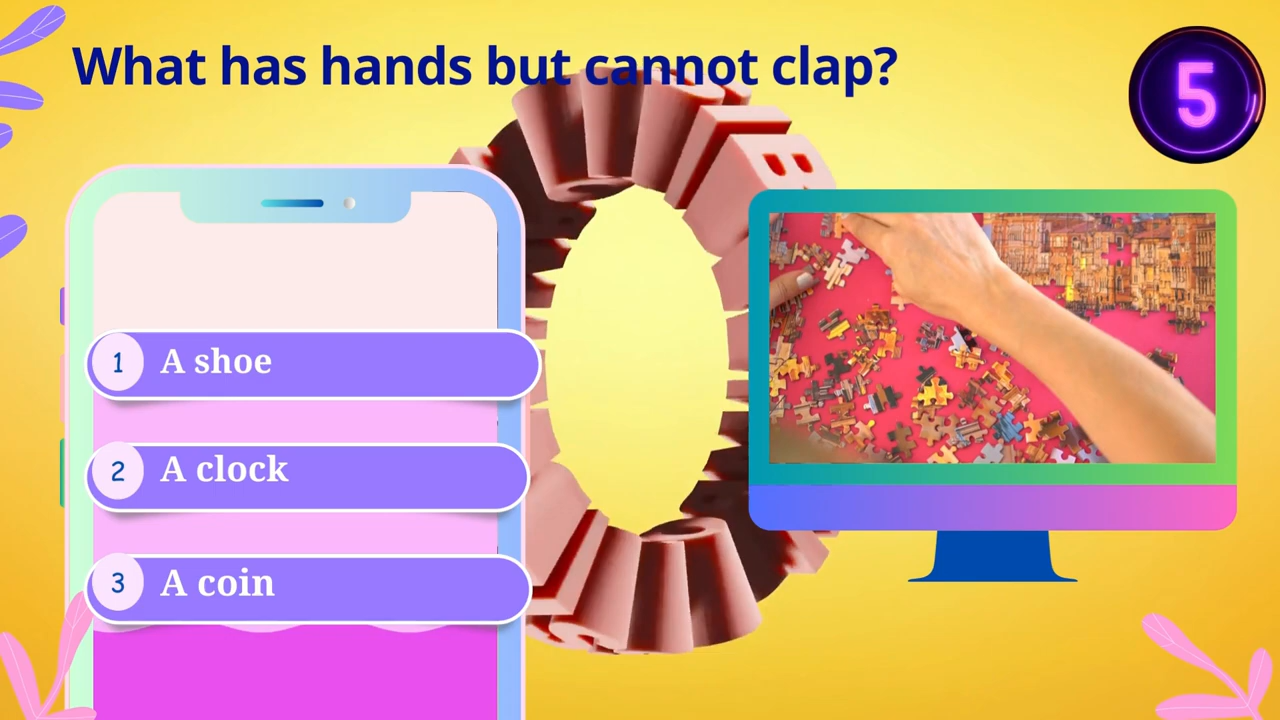 What has hands but cannot clap?
5
1 A shoe
2 A clock
3 A coin